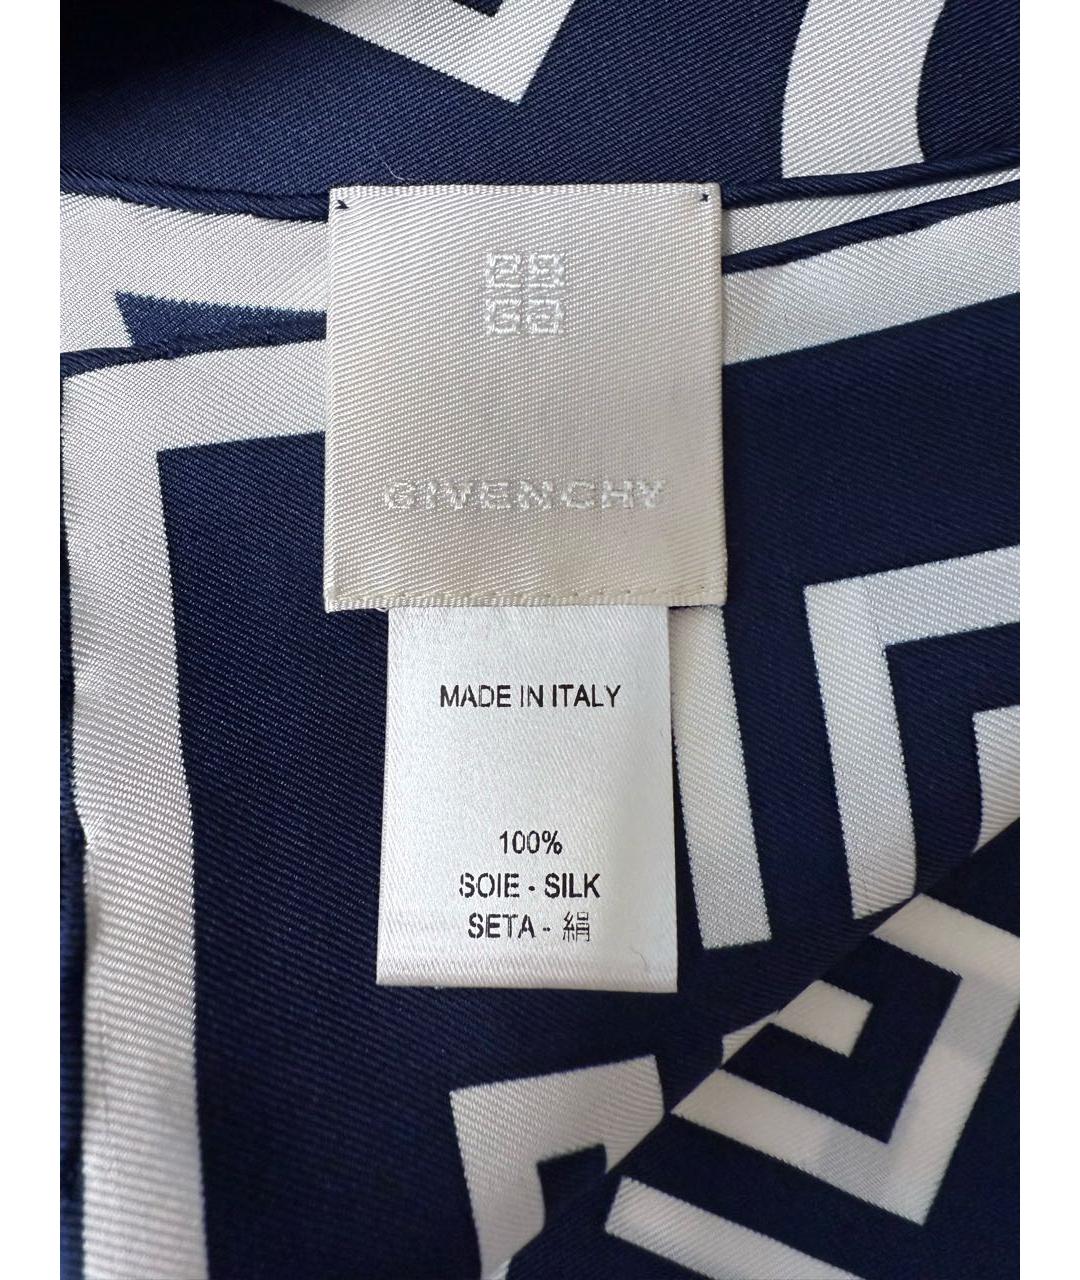 GIVENCHY
MADE IN ITALY
100%
SOIE - SILK
SETA - 絹